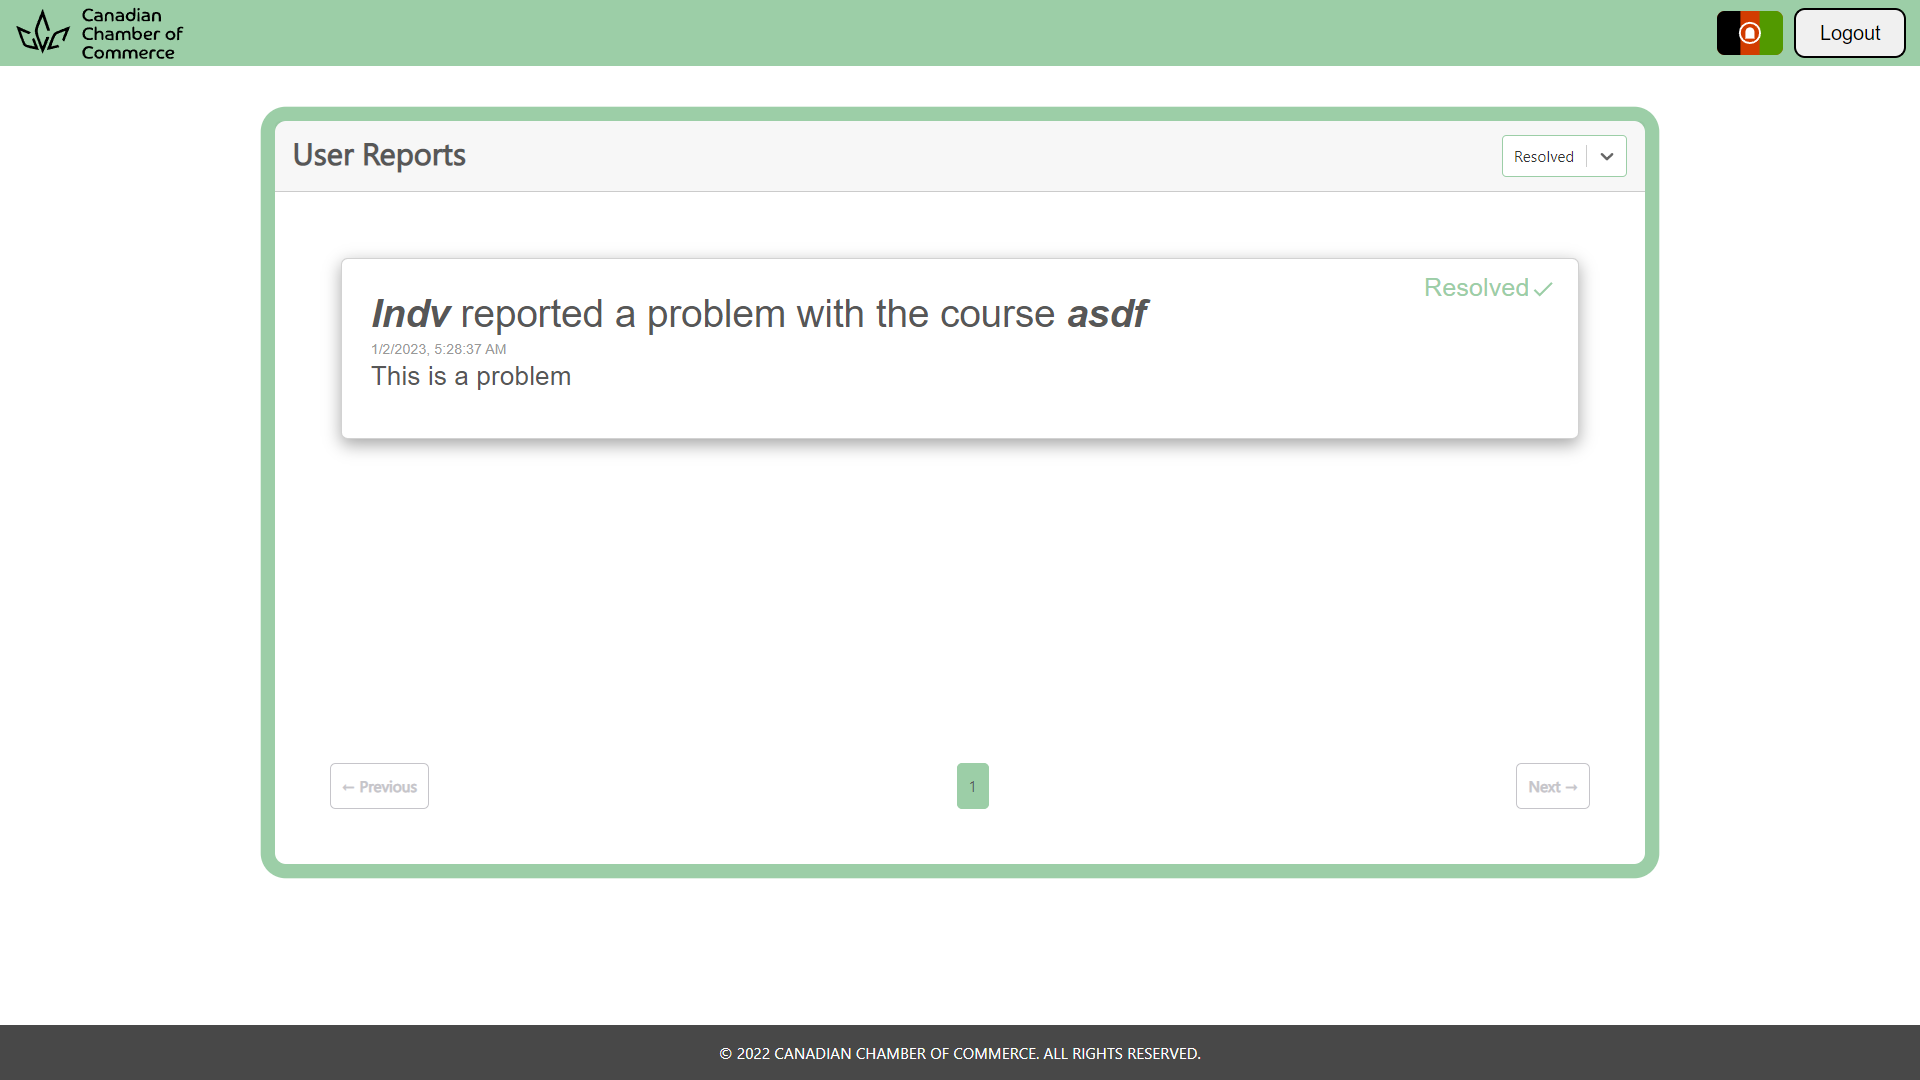 Canadian
Chamber of
Commerce
Logout
User Reports
Resolved
Resolved
Indv reported a problem with the course asdf
1/2/2023, 5:28:37 AM
This is a problem
← Previous
1
Next →
© 2022 CANADIAN CHAMBER OF COMMERCE. ALL RIGHTS RESERVED.